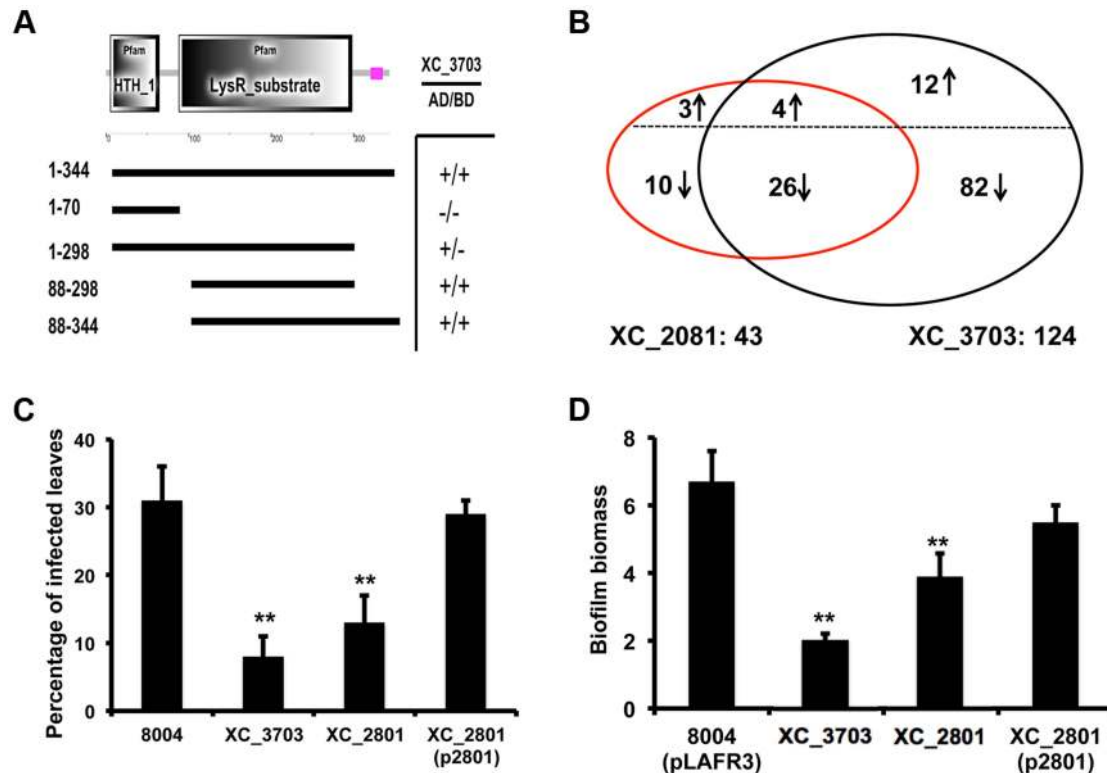 A
Pfam
HTH_1
Pfam
LysR_substrate
XC_3703
AD/BD
0
100
200
300
1-344 +/+
1-70 -/-
1-298 +/-
88-298 +/+
88-344 +/+
B
3↑ 4↑ 12↑
10↓ 26↓ 82↓
XC_2081: 43 XC_3703: 124
C
Percentage of infected leaves
40
30
20
10
0
**
**
8004 XC_3703 XC_2801 XC_2801
(p2801)
D
Biofilm biomass
8
6
4
2
0
**
**
8004 XC_3703 XC_2801 XC_2801
(pLAFR3) (p2801)